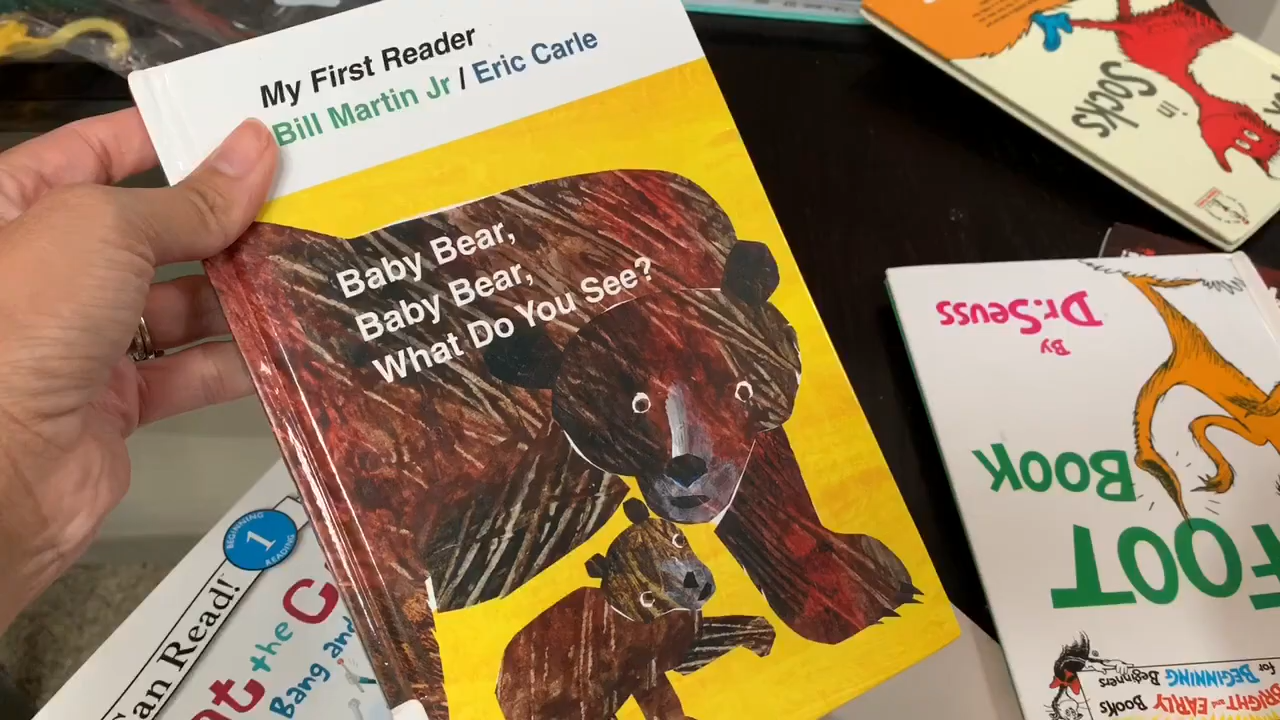 My First Reader
Bill Martin Jr / Eric Carle
Baby Bear,
Baby Bear,
What Do You See?
in
Socks
By
Dr. Seuss
FOOT
BOOK
for BEGINNING Beginners
BRIGHT and EARLY
Books
BEGINNING
1
READING
Can Read!
the C
Bang and